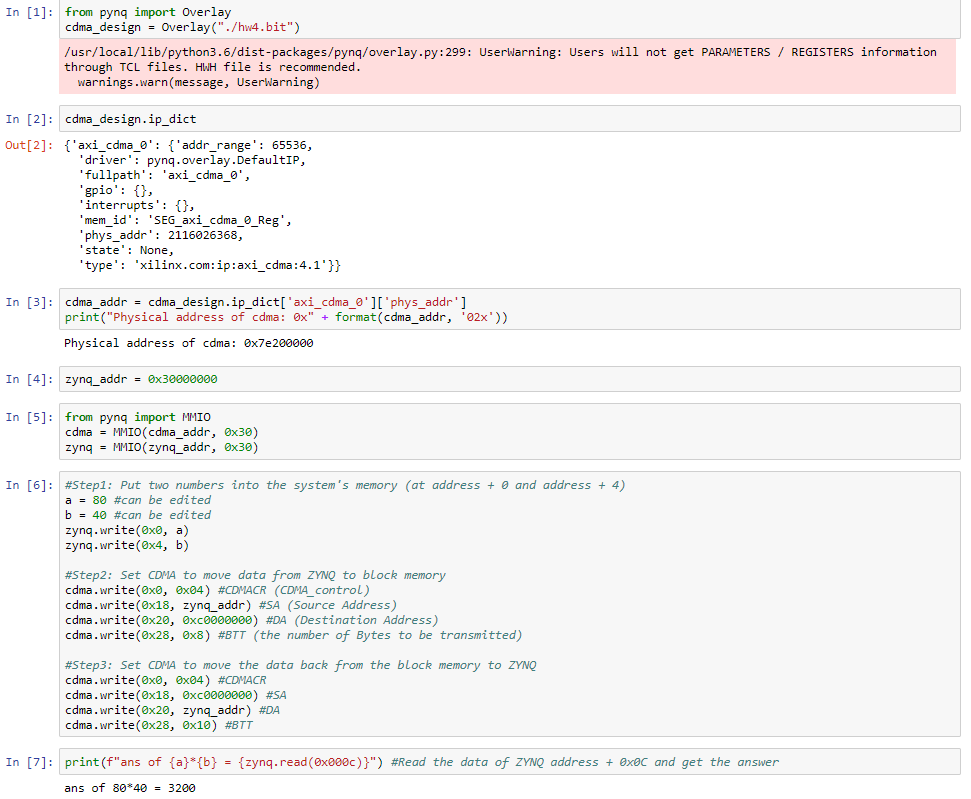 In [1]: from pynq import Overlay
cdma_design = Overlay("./hw4.bit")
/usr/local/lib/python3.6/dist-packages/pynq/overlay.py:299: UserWarning: Users will not get PARAMETERS / REGISTERS information
through TCL files. HWH file is recommended.
  warnings.warn(message, UserWarning)
In [2]: cdma_design.ip_dict
Out[2]: {'axi_cdma_0': {'addr_range': 65536,
  'driver': pynq.overlay.DefaultIP,
  'fullpath': 'axi_cdma_0',
  'gpio': {},
  'interrupts': {},
  'mem_id': 'SEG_axi_cdma_0_Reg',
  'phys_addr': 2116026368,
  'state': None,
  'type': 'xilinx.com:ip:axi_cdma:4.1'}}
In [3]: cdma_addr = cdma_design.ip_dict['axi_cdma_0']['phys_addr']
print("Physical address of cdma: 0x" + format(cdma_addr, '02x'))
Physical address of cdma: 0x7e200000
In [4]: zynq_addr = 0x30000000
In [5]: from pynq import MMIO
cdma = MMIO(cdma_addr, 0x30)
zynq = MMIO(zynq_addr, 0x30)
In [6]: #Step1: Put two numbers into the system's memory (at address + 0 and address + 4)
a = 80 #can be edited
b = 40 #can be edited
zynq.write(0x0, a)
zynq.write(0x4, b)
#Step2: Set CDMA to move data from ZYNQ to block memory
cdma.write(0x0, 0x04) #CDMACR (CDMA_control)
cdma.write(0x18, zynq_addr) #SA (Source Address)
cdma.write(0x20, 0xc0000000) #DA (Destination Address)
cdma.write(0x28, 0x8) #BTT (the number of Bytes to be transmitted)
#Step3: Set CDMA to move the data back from the block memory to ZYNQ
cdma.write(0x0, 0x04) #CDMACR
cdma.write(0x18, 0xc0000000) #SA
cdma.write(0x20, zynq_addr) #DA
cdma.write(0x28, 0x10) #BTT
In [7]: print(f"ans of {a}*{b} = {zynq.read(0x000c)}") #Read the data of ZYNQ address + 0x0C and get the answer
ans of 80*40 = 3200